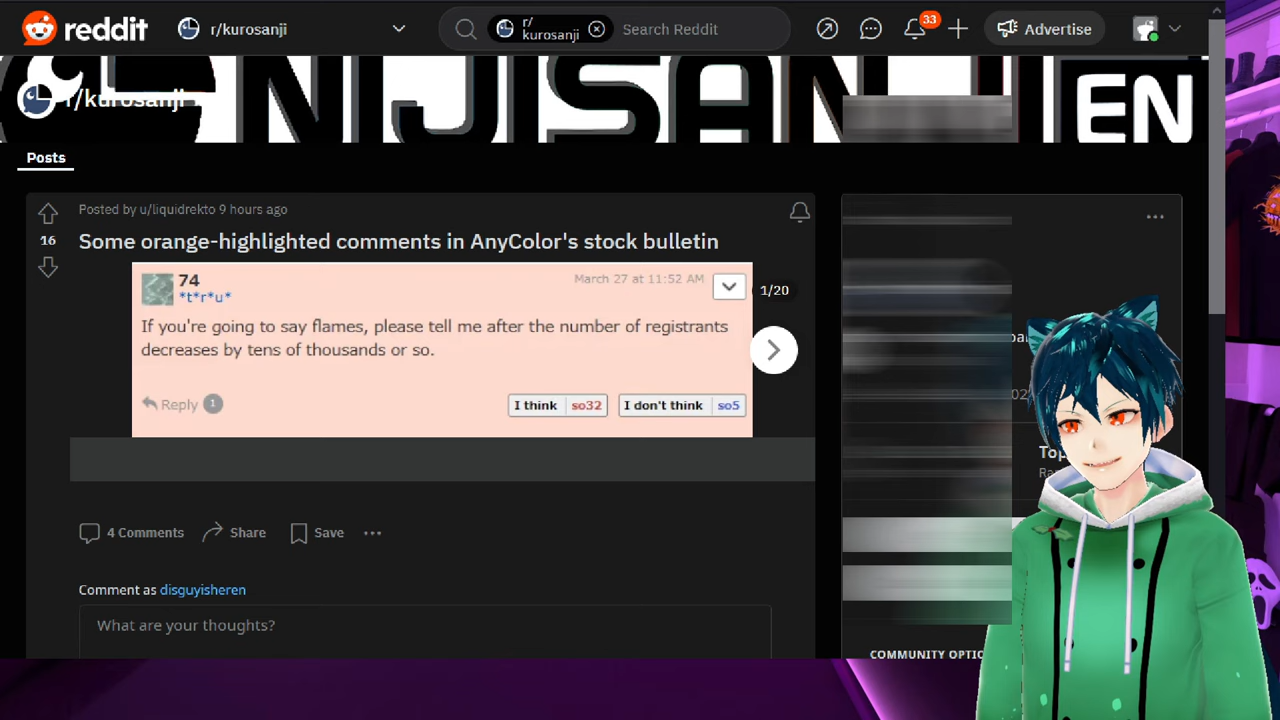 reddit
r/kurosanji
r/
kurosanji
Search Reddit
33
Advertise
NIJISANJI EN
r/kurosanji
Posts
Posted by u/liquidrekto 9 hours ago
16
Some orange-highlighted comments in AnyColor's stock bulletin
74
*t*r*u*
March 27 at 11:52 AM
1/20
If you're going to say flames, please tell me after the number of registrants
decreases by tens of thousands or so.
Reply 1
I think so32
I don't think so5
4 Comments
Share
Save
Comment as disguyisheren
What are your thoughts?
Top
COMMUNITY OPTIO